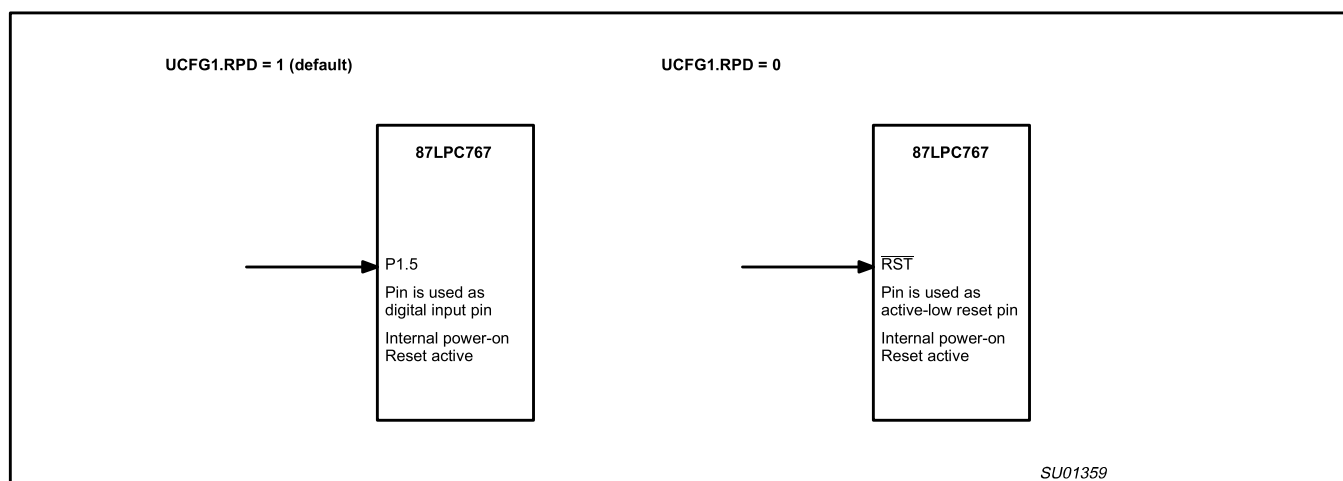 UCFG1.RPD = 1 (default)
UCFG1.RPD = 0
87LPC767
P1.5
Pin is used as
digital input pin
Internal power-on
Reset active
87LPC767
R̅S̅T̅
Pin is used as
active-low reset pin
Internal power-on
Reset active
SU01359